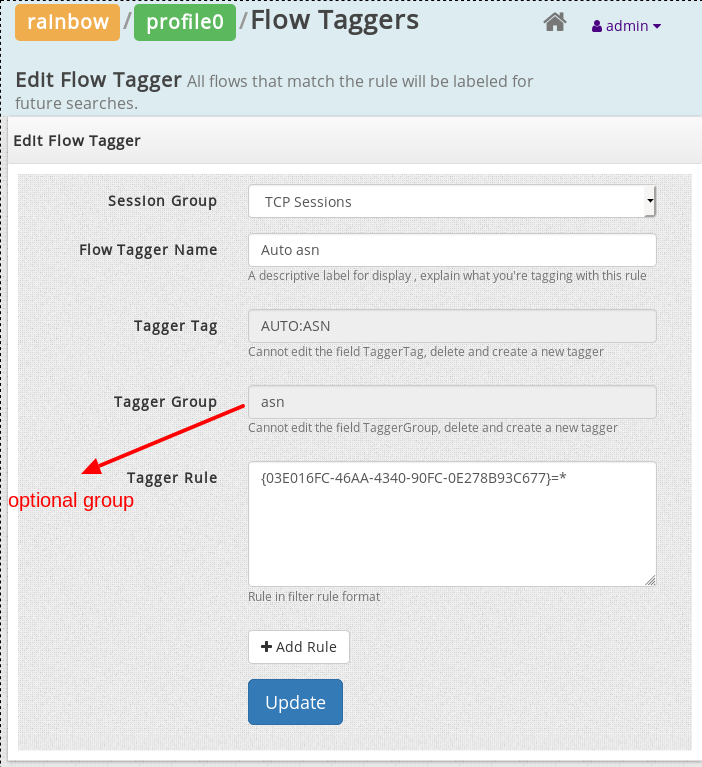 rainbow / profile0 / Flow Taggers
admin
Edit Flow Tagger All flows that match the rule will be labeled for
future searches.
Edit Flow Tagger
Session Group
TCP Sessions
Flow Tagger Name
Auto asn
A descriptive label for display , explain what you're tagging with this rule
Tagger Tag
AUTO:ASN
Cannot edit the field TaggerTag, delete and create a new tagger
Tagger Group
asn
Cannot edit the field TaggerGroup, delete and create a new tagger
Tagger Rule
{03E016FC-46AA-4340-90FC-0E278B93C677}=*
optional group
Rule in filter rule format
+ Add Rule
Update